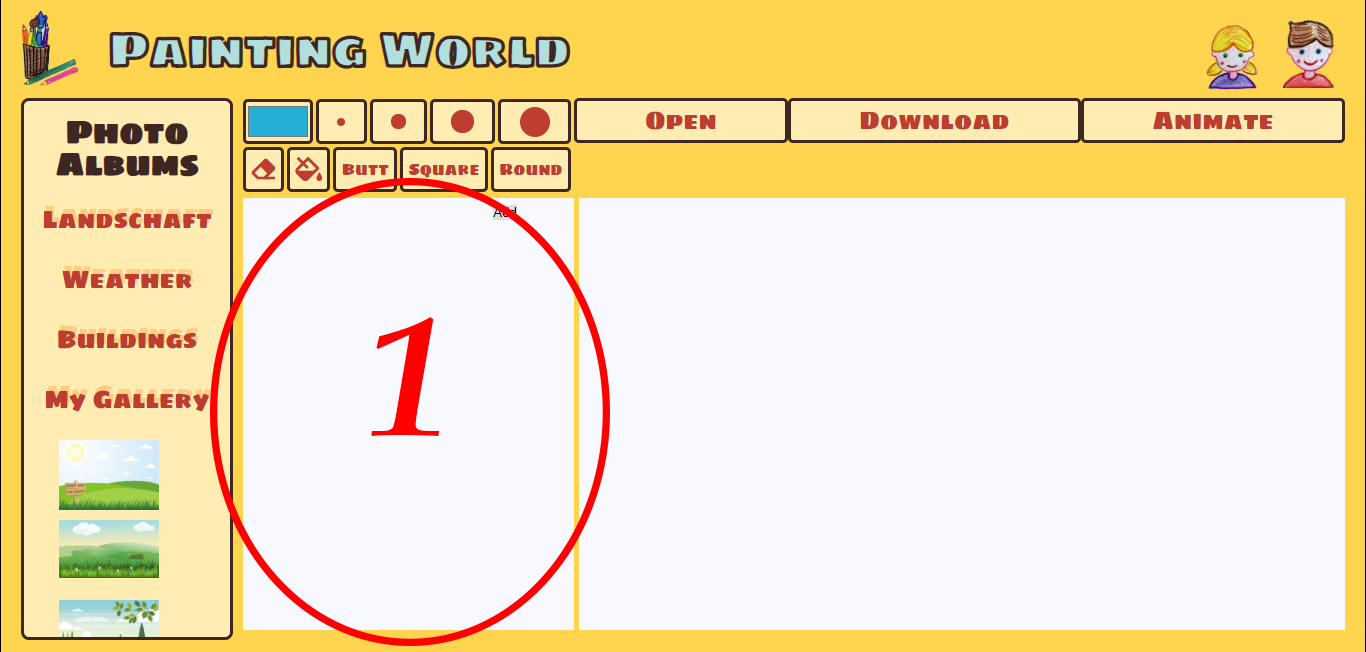 Painting World
Photo
Albums
Landschaft
Weather
Buildings
My Gallery
Open
Download
Animate
Butt
Square
Round
Add
1